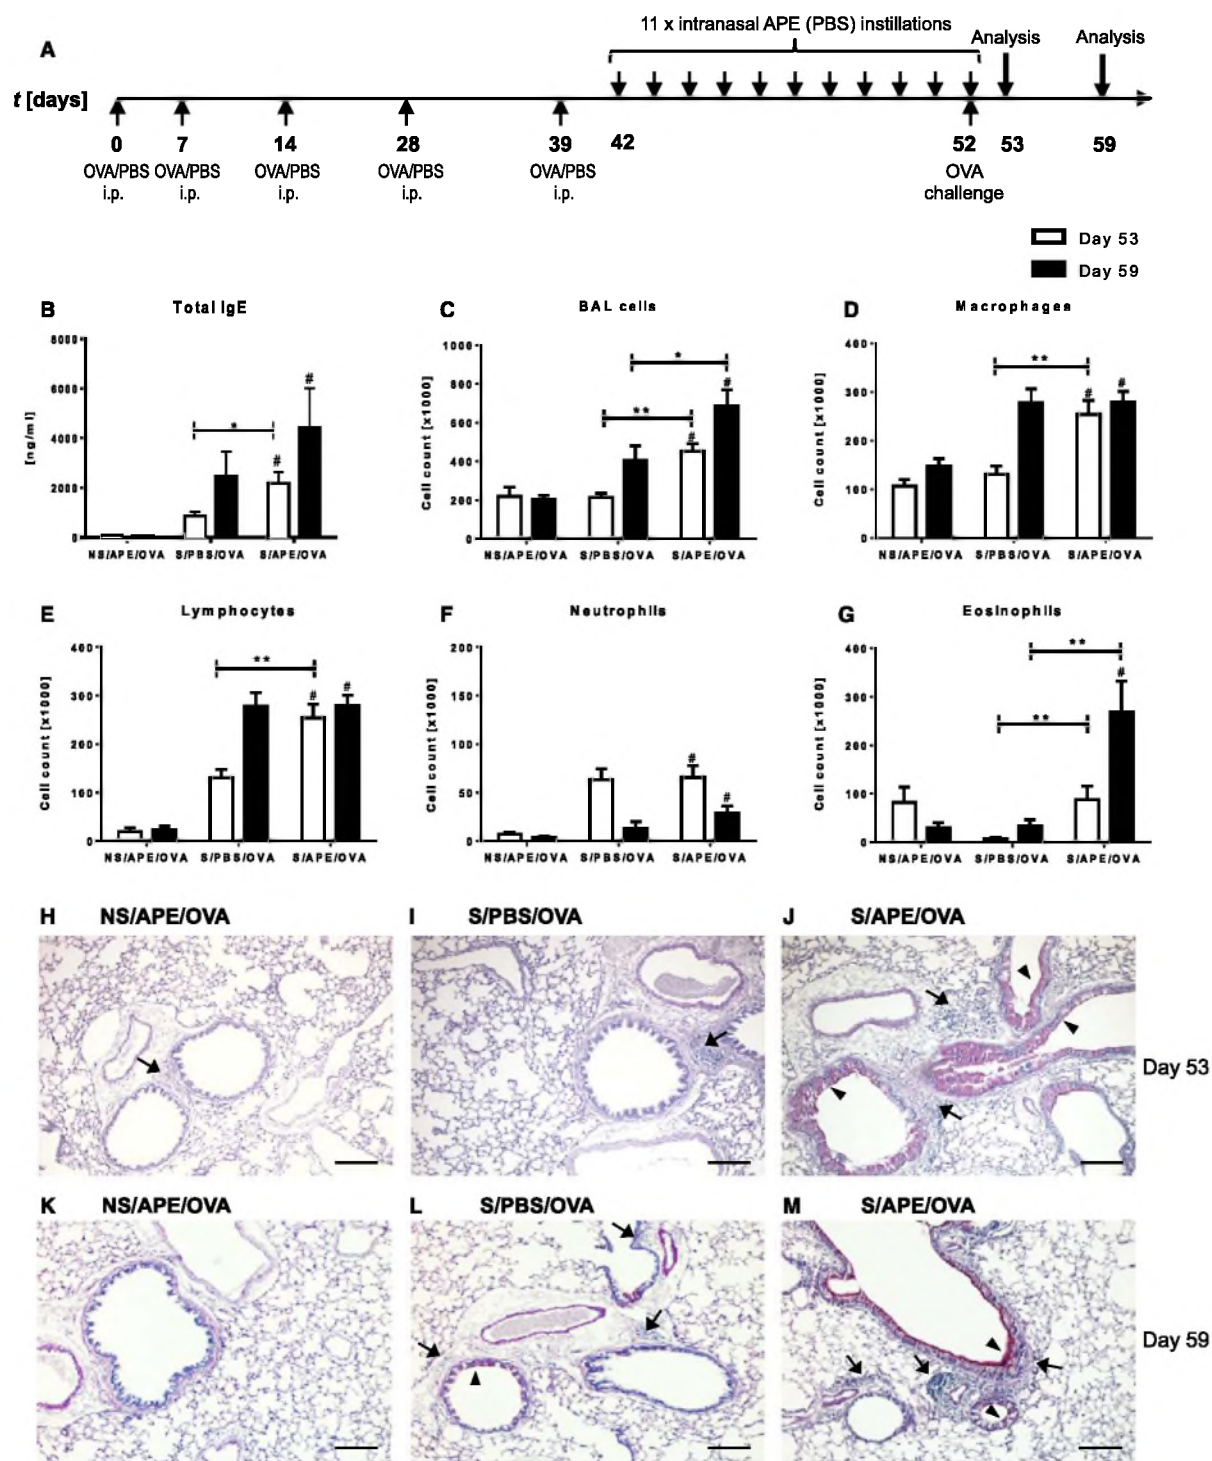 A
11 x intranasal APE (PBS) instillations
Analysis
Analysis
t [days]
0 7 14 28 39 42 52 53 59
OVA/PBS OVA/PBS OVA/PBS OVA/PBS OVA/PBS OVA
i.p. i.p. i.p. i.p. i.p. challenge
Day 53
Day 59
B Total IgE
[ng/ml]
8000
6000
4000
2000
0
* # #
NS/APE/OVA S/PBS/OVA S/APE/OVA
C BAL cells
Cell count [x1000]
1000
800
600
400
200
0
* ** # #
NS/APE/OVA S/PBS/OVA S/APE/OVA
D Macrophages
Cell count [x1000]
400
300
200
100
0
** # #
NS/APE/OVA S/PBS/OVA S/APE/OVA
E Lymphocytes
Cell count [x1000]
400
300
200
100
0
** # #
NS/APE/OVA S/PBS/OVA S/APE/OVA
F Neutrophils
Cell count [x1000]
200
150
100
50
0
# #
NS/APE/OVA S/PBS/OVA S/APE/OVA
G Eosinophils
Cell count [x1000]
400
300
200
100
0
** ** #
NS/APE/OVA S/PBS/OVA S/APE/OVA
H NS/APE/OVA
I S/PBS/OVA
J S/APE/OVA
Day 53
K NS/APE/OVA
L S/PBS/OVA
M S/APE/OVA
Day 59